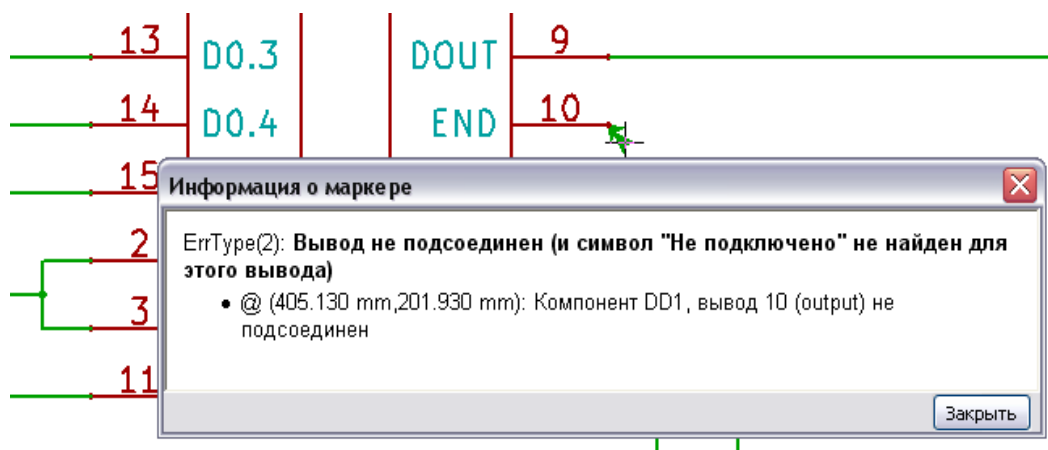 13 D0.3 DOUT 9
14 D0.4 END 10
15
Информация о маркере
2
ErrType(2): Вывод не подсоединен (и символ "Не подключено" не найден для
этого вывода)
• @ (405.130 mm,201.930 mm): Компонент DD1, вывод 10 (output) не
подсоединен
3
11
Закрыть